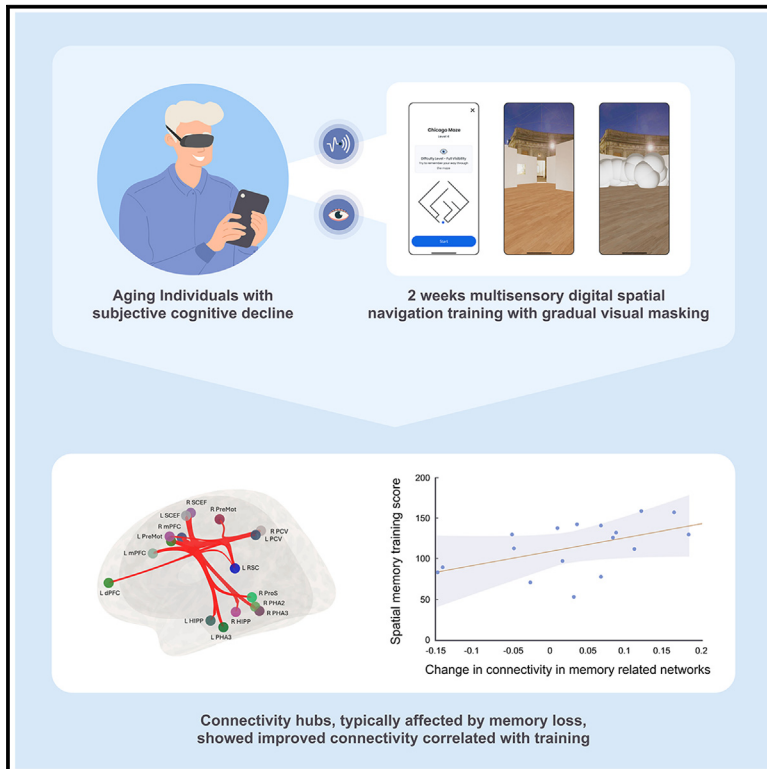 Chicago Maze
Difficulty Level - Full Visibility
Start
Aging Individuals with
subjective cognitive decline
2 weeks multisensory digital spatial
navigation training with gradual visual masking
R SCEF
L SCEF
R PreMot
R mPFC
L PreMot
R PCV
L PCV
L mPFC
L RSC
L dPFC
R ProS
R PHA2
R PHA3
L HIPP
R HIPP
L PHA3
Spatial memory training score
200
150
100
50
0
-0.15
-0.1
-0.05
0
0.05
0.1
0.15
0.2
Change in connectivity in memory related networks
Connectivity hubs, typically affected by memory loss,
showed improved connectivity correlated with training